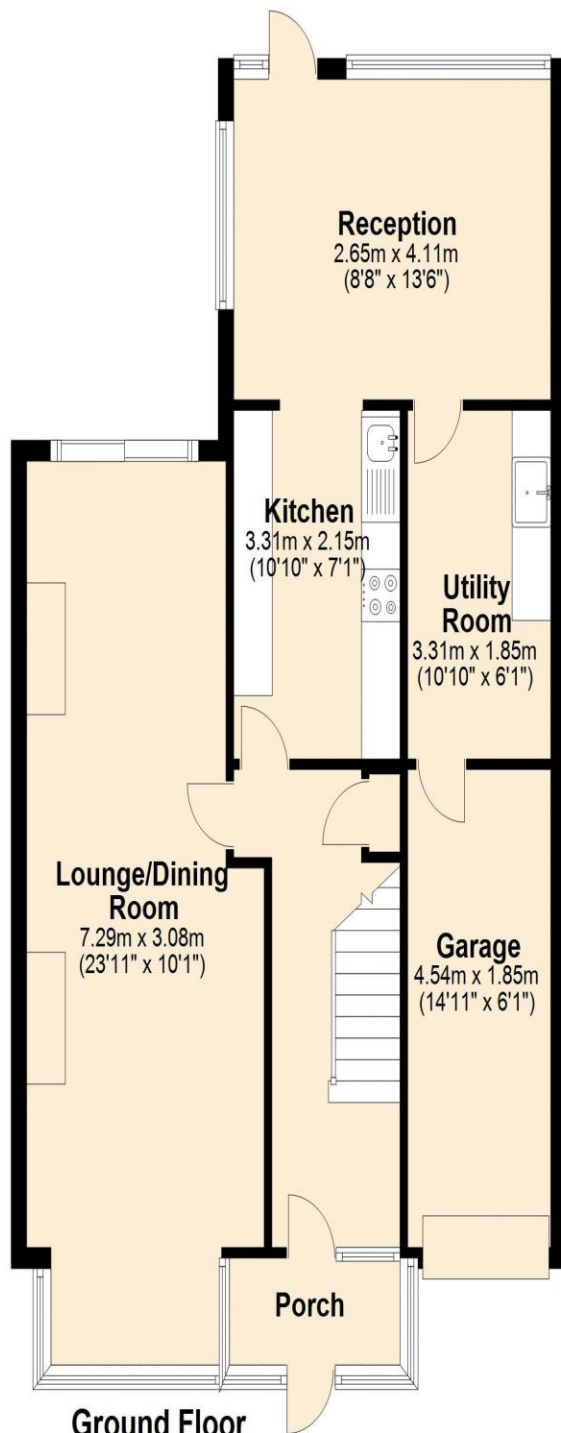 Reception
2.65m x 4.11m
(8'8" x 13'6")
Kitchen
3.31m x 2.15m
(10'10" x 7'1")
Utility
Room
3.31m x 1.85m
(10'10" x 6'1")
Lounge/Dining
Room
7.29m x 3.08m
(23'11" x 10'1")
Garage
4.54m x 1.85m
(14'11" x 6'1")
Porch
Ground Floor